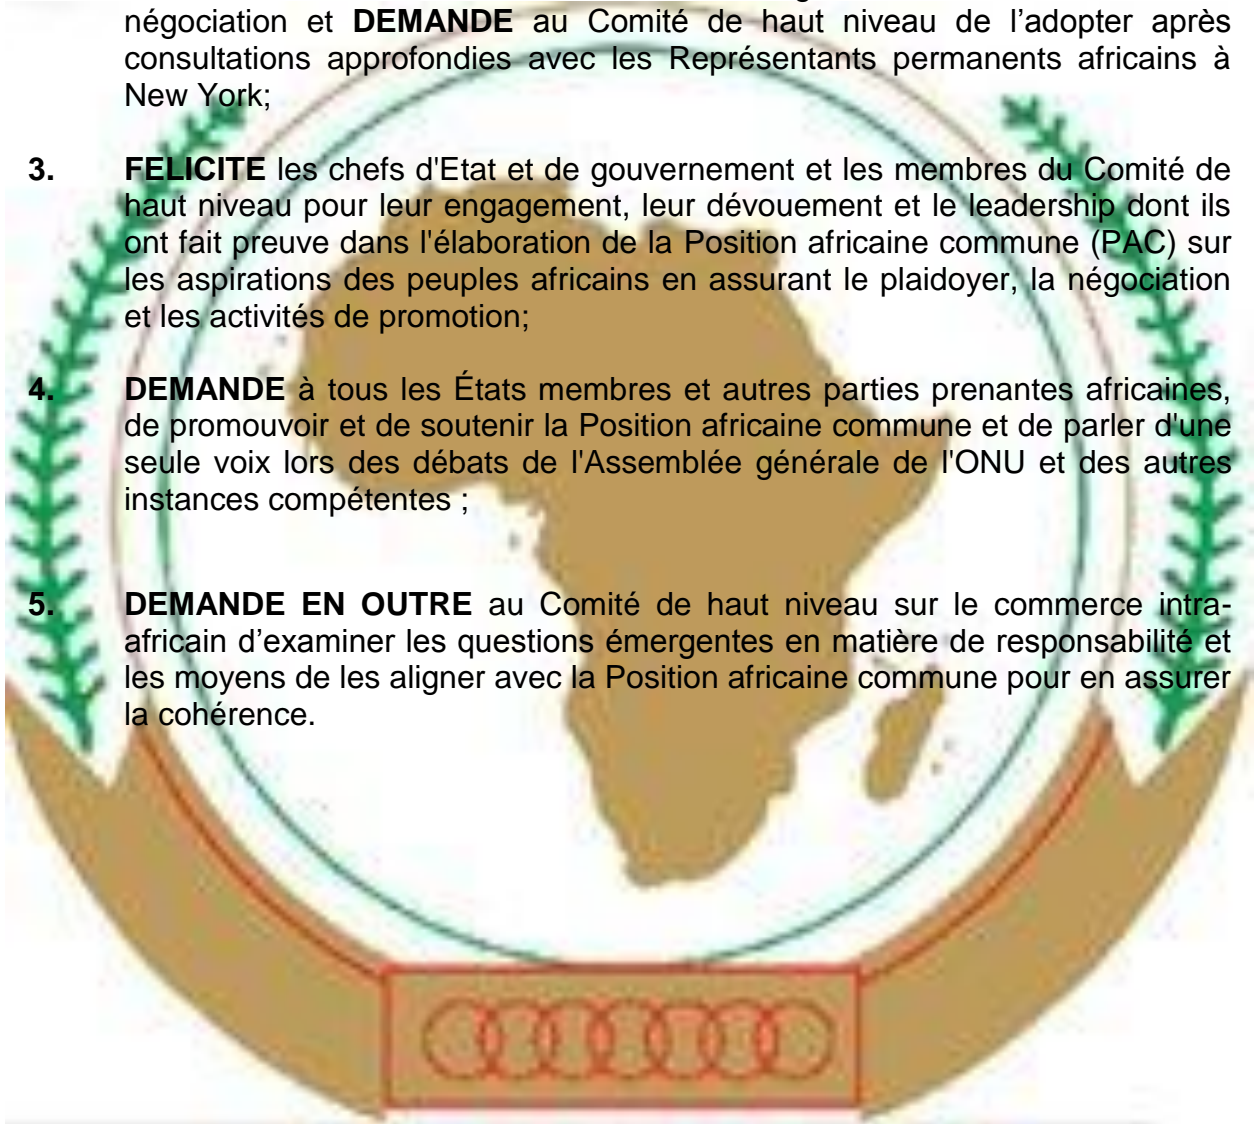 négociation et DEMANDE au Comité de haut niveau de l’adopter après
consultations approfondies avec les Représentants permanents africains à
New York;
3. FELICITE les chefs d'Etat et de gouvernement et les membres du Comité de
haut niveau pour leur engagement, leur dévouement et le leadership dont ils
ont fait preuve dans l'élaboration de la Position africaine commune (PAC) sur
les aspirations des peuples africains en assurant le plaidoyer, la négociation
et les activités de promotion;
4. DEMANDE à tous les États membres et autres parties prenantes africaines,
de promouvoir et de soutenir la Position africaine commune et de parler d'une
seule voix lors des débats de l'Assemblée générale de l'ONU et des autres
instances compétentes ;
5. DEMANDE EN OUTRE au Comité de haut niveau sur le commerce intra-
africain d’examiner les questions émergentes en matière de responsabilité et
les moyens de les aligner avec la Position africaine commune pour en assurer
la cohérence.